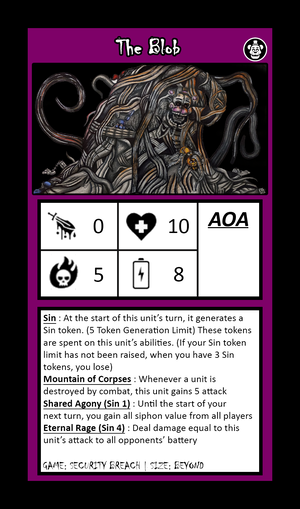 The Blob
0
10
AOA
5
8
Sin : At the start of this unit's turn, it generates a
Sin token. (5 Token Generation Limit) These tokens
are spent on this unit's abilities. (If your Sin token
limit has not been raised, when you have 3 Sin
tokens, you lose)
Mountain of Corpses : Whenever a unit is
destroyed by combat, this unit gains 5 attack
Shared Agony (Sin 1) : Until the start of your
next turn, you gain all siphon value from all players
Eternal Rage (Sin 4) : Deal damage equal to this
unit's attack to all opponents' battery
GAME: SECURITY BREACH | SIZE: BEYOND